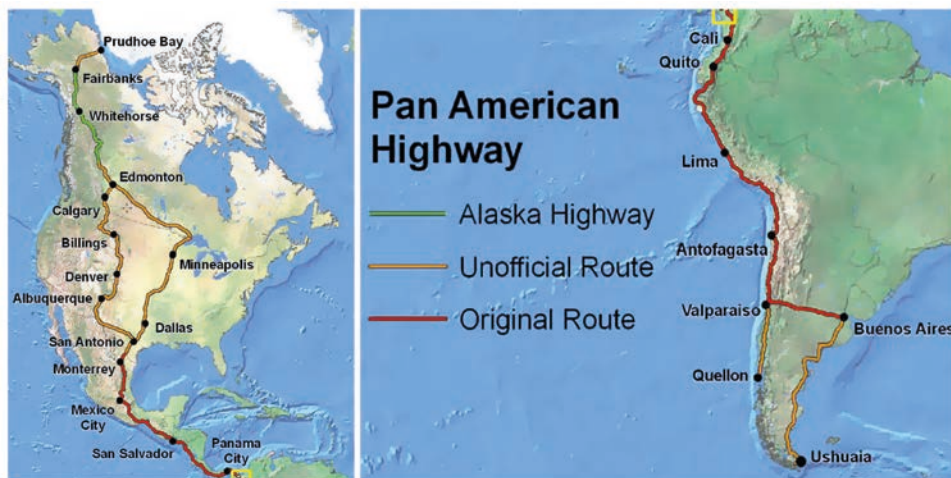 Prudhoe Bay
Fairbanks
Whitehorse
Edmonton
Calgary
Billings
Minneapolis
Denver
Albuquerque
Dallas
San Antonio
Monterrey
Mexico
City
San Salvador
Panama
City
Pan American
Highway
Alaska Highway
Unofficial Route
Original Route
Cali
Quito
Lima
Antofagasta
Valparaiso
Buenos Aires
Quellon
Ushuaia